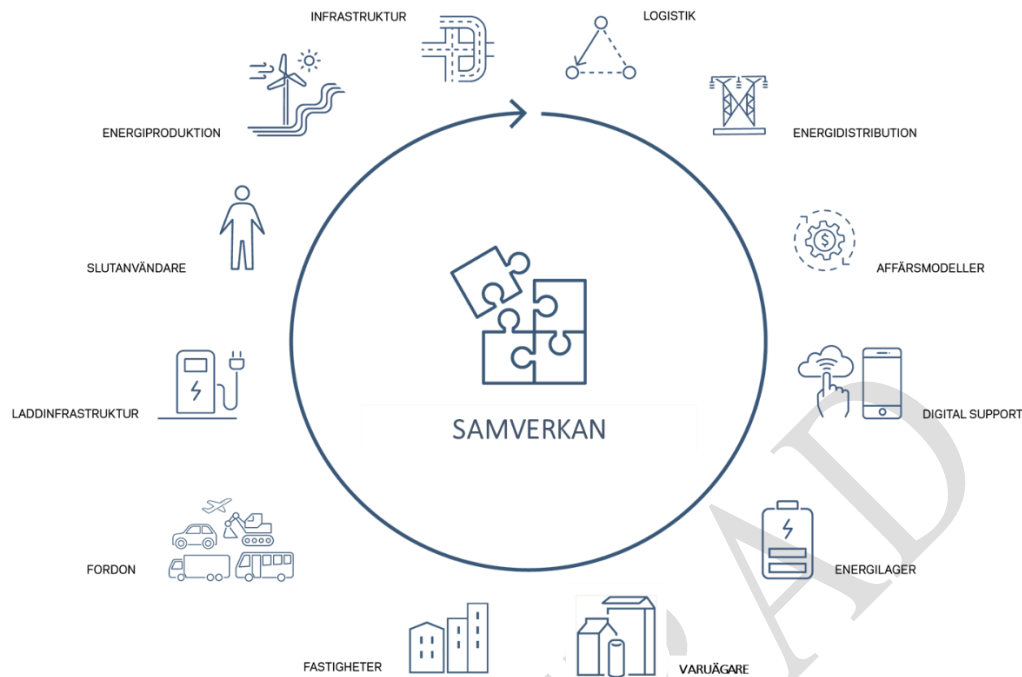 INFRASTRUKTUR
LOGISTIK
ENERGIPRODUKTION
ENERGIDISTRIBUTION
SLUTANVÄNDARE
AFFÄRSMODELLER
$
LADDINFRASTRUKTUR
DIGITAL SUPPORT
SAMVERKAN
FORDON
ENERGILAGER
FASTIGHETER
VARUÄGARE